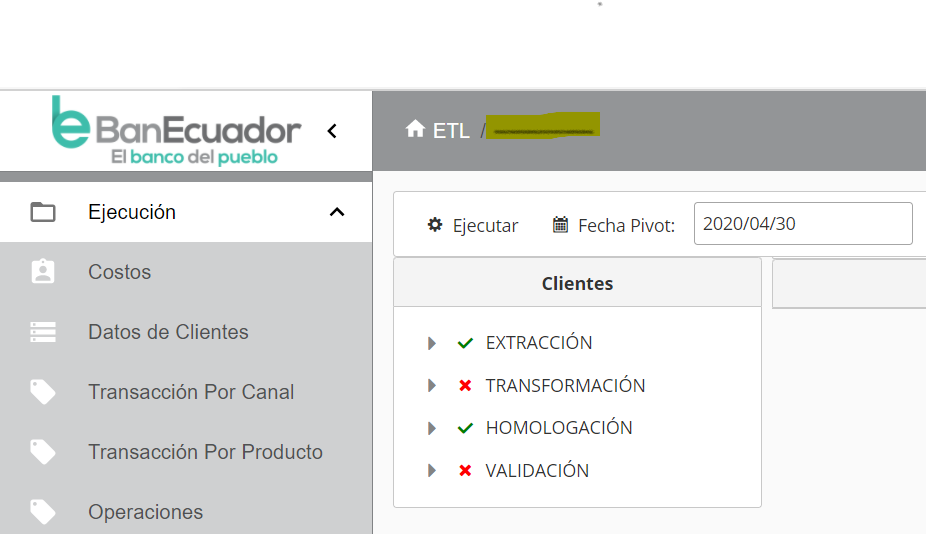 BanEcuador
El banco del pueblo
ETL /
Ejecución
Costos
Datos de Clientes
Transacción Por Canal
Transacción Por Producto
Operaciones
Ejecutar Fecha Pivot: 2020/04/30
Clientes
EXTRACCIÓN
TRANSFORMACIÓN
HOMOLOGACIÓN
VALIDACIÓN